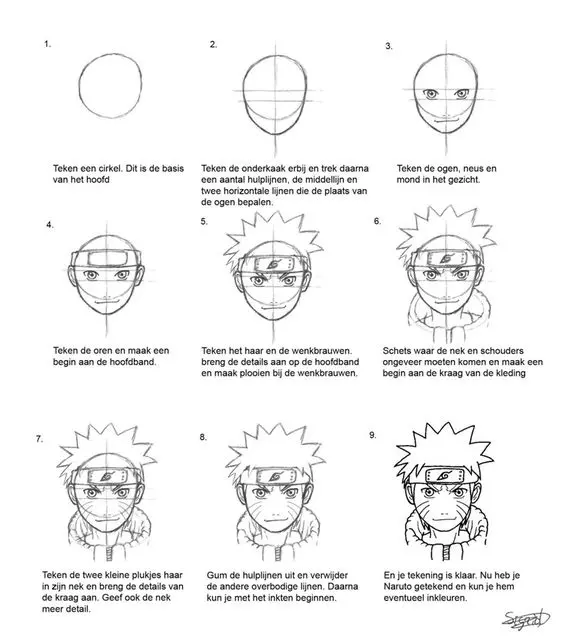 1.
2.
3.
Teken een cirkel. Dit is de basis
van het hoofd
Teken de onderkaak erbij en trek daarna
een aantal hulplijnen, de middellijn en
twee horizontale lijnen die de plaats van
de ogen bepalen.
Teken de ogen, neus en
mond in het gezicht.
4.
5.
6.
Teken de oren en maak een
begin aan de hoofdband.
Teken het haar en de wenkbrauwen.
breng de details aan op de hoofdband
en maak plooien bij de wenkbrauwen.
Schets waar de nek en schouders
ongeveer moeten komen en maak een
begin aan de kraag van de kleding
7.
8.
9.
Teken de twee kleine plukjes haar
in zijn nek en breng de details van
de kraag aan. Geef ook de nek
meer detail.
Gum de hulplijnen uit en verwijder
de andere overbodige lijnen. Daarna
kun je met het inkten beginnen.
En je tekening is klaar. Nu heb je
Naruto getekend en kun je hem
eventueel inkleuren.